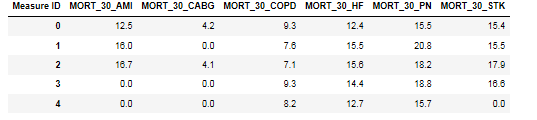 Measure ID MORT_30_AMI MORT_30_CABG MORT_30_COPD MORT_30_HF MORT_30_PN MORT_30_STK
0 12.5 4.2 9.3 12.4 15.5 15.4
1 16.0 0.0 7.6 15.5 20.8 15.5
2 16.7 4.1 7.1 15.6 18.2 17.9
3 0.0 0.0 9.3 14.4 18.8 16.6
4 0.0 0.0 8.2 12.7 15.7 0.0